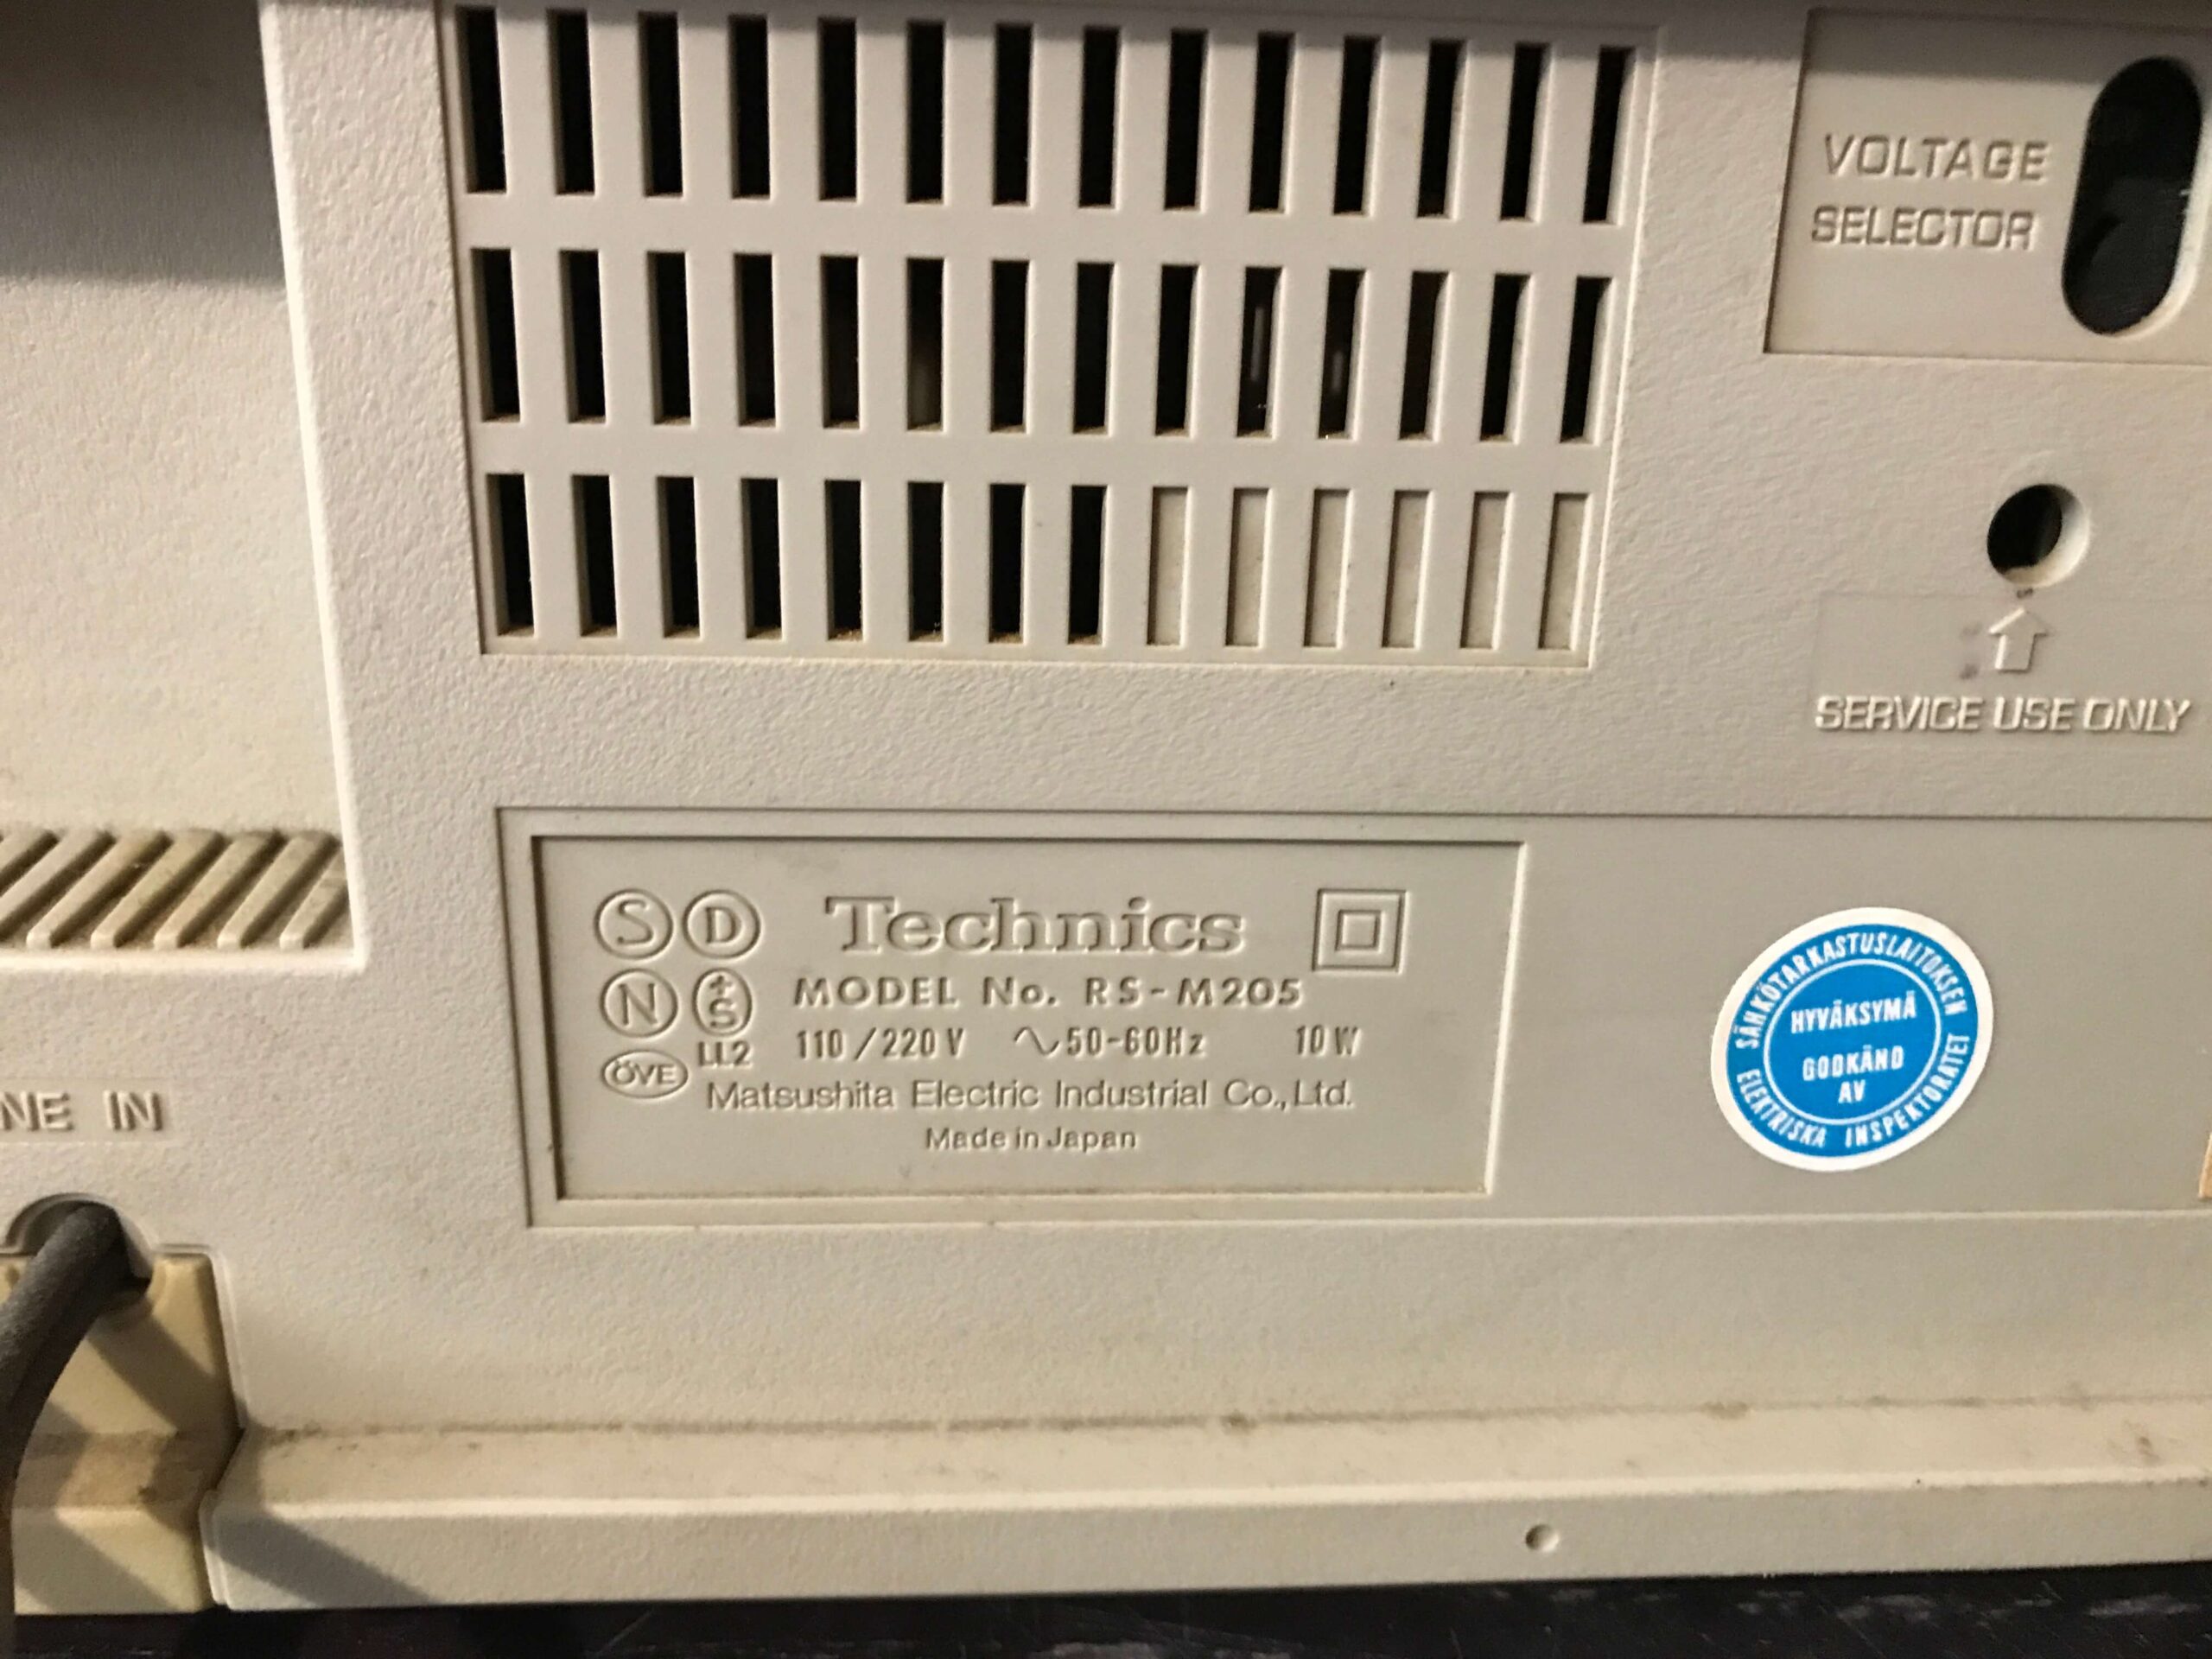 VOLTAGE
SELECTOR
SERVICE USE ONLY
S D
N S
ÖVE
LL2
Technics
MODEL No. RS-M205
110/220V ∿50-60Hz 10W
Matsushita Electric Industrial Co.,Ltd.
Made in Japan
SÄHKÖTARKASTUSLAITOKSEN
HYVÄKSYMÄ
GODKÄND
AV
ELEKTRISKA INSPEKTORATET
NE IN